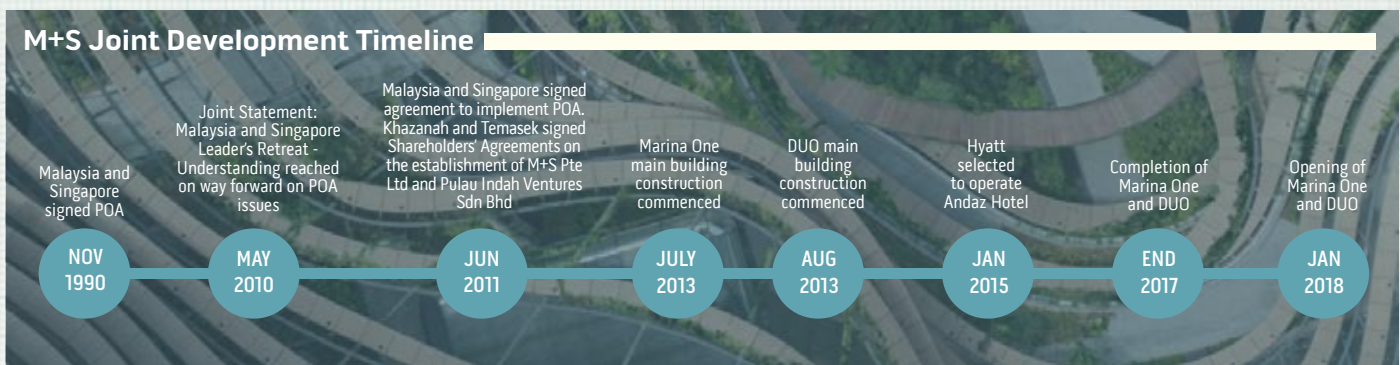 M+S Joint Development Timeline
Malaysia and
Singapore
signed POA
NOV
1990
Joint Statement:
Malaysia and Singapore
Leader's Retreat -
Understanding reached
on way forward on POA
issues
MAY
2010
Malaysia and Singapore signed
agreement to implement POA.
Khazanah and Temasek signed
Shareholders' Agreements on
the establishment of M+S Pte
Ltd and Pulau Indah Ventures
Sdn Bhd
JUN
2011
Marina One
main building
construction
commenced
JULY
2013
DUO main
building
construction
commenced
AUG
2013
Hyatt
selected
to operate
Andaz Hotel
JAN
2015
Completion of
Marina One
and DUO
END
2017
Opening of
Marina One
and DUO
JAN
2018